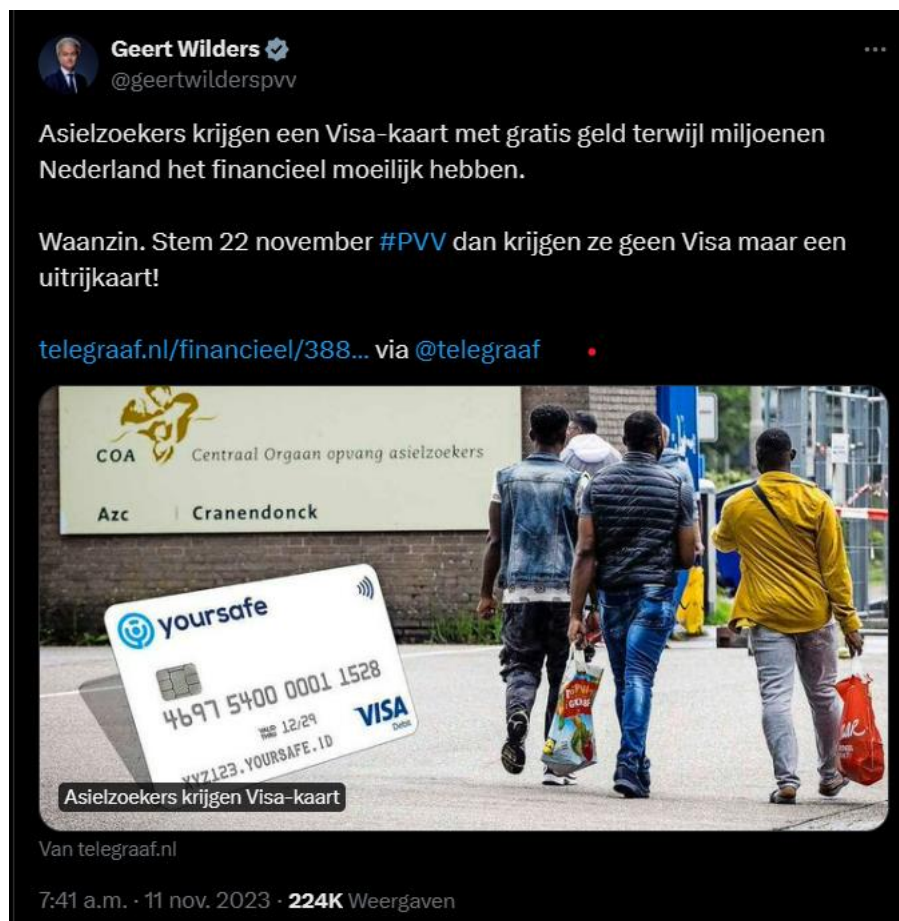 Geert Wilders
@geertwilderspvv
Asielzoekers krijgen een Visa-kaart met gratis geld terwijl miljoenen
Nederland het financieel moeilijk hebben.
Waanzin. Stem 22 november #PVV dan krijgen ze geen Visa maar een
uitrijkaart!
telegraaf.nl/financieel/388... via @telegraaf
COA Centraal Orgaan opvang asielzoekers
Azc Cranendonck
yoursafe
4697 5400 0001 1528
VALID THRU 12/29
VISA
Debit
XYZ123.YOURSAFE.ID
Asielzoekers krijgen Visa-kaart
Van telegraaf.nl
7:41 a.m. · 11 nov. 2023 · 224K Weergaven